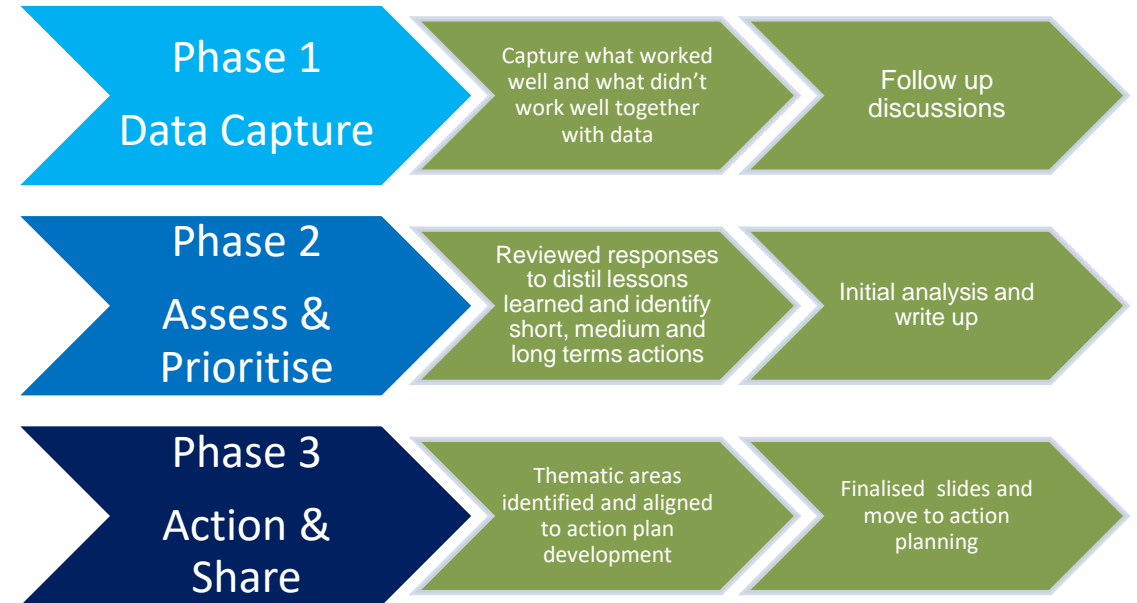 Phase 1
Data Capture
Capture what worked
well and what didn’t
work well together
with data
Follow up
discussions
Phase 2
Assess &
Prioritise
Reviewed responses
to distil lessons
learned and identify
short, medium and
long terms actions
Initial analysis and
write up
Phase 3
Action &
Share
Thematic areas
identified and aligned
to action plan
development
Finalised slides and
move to action
planning